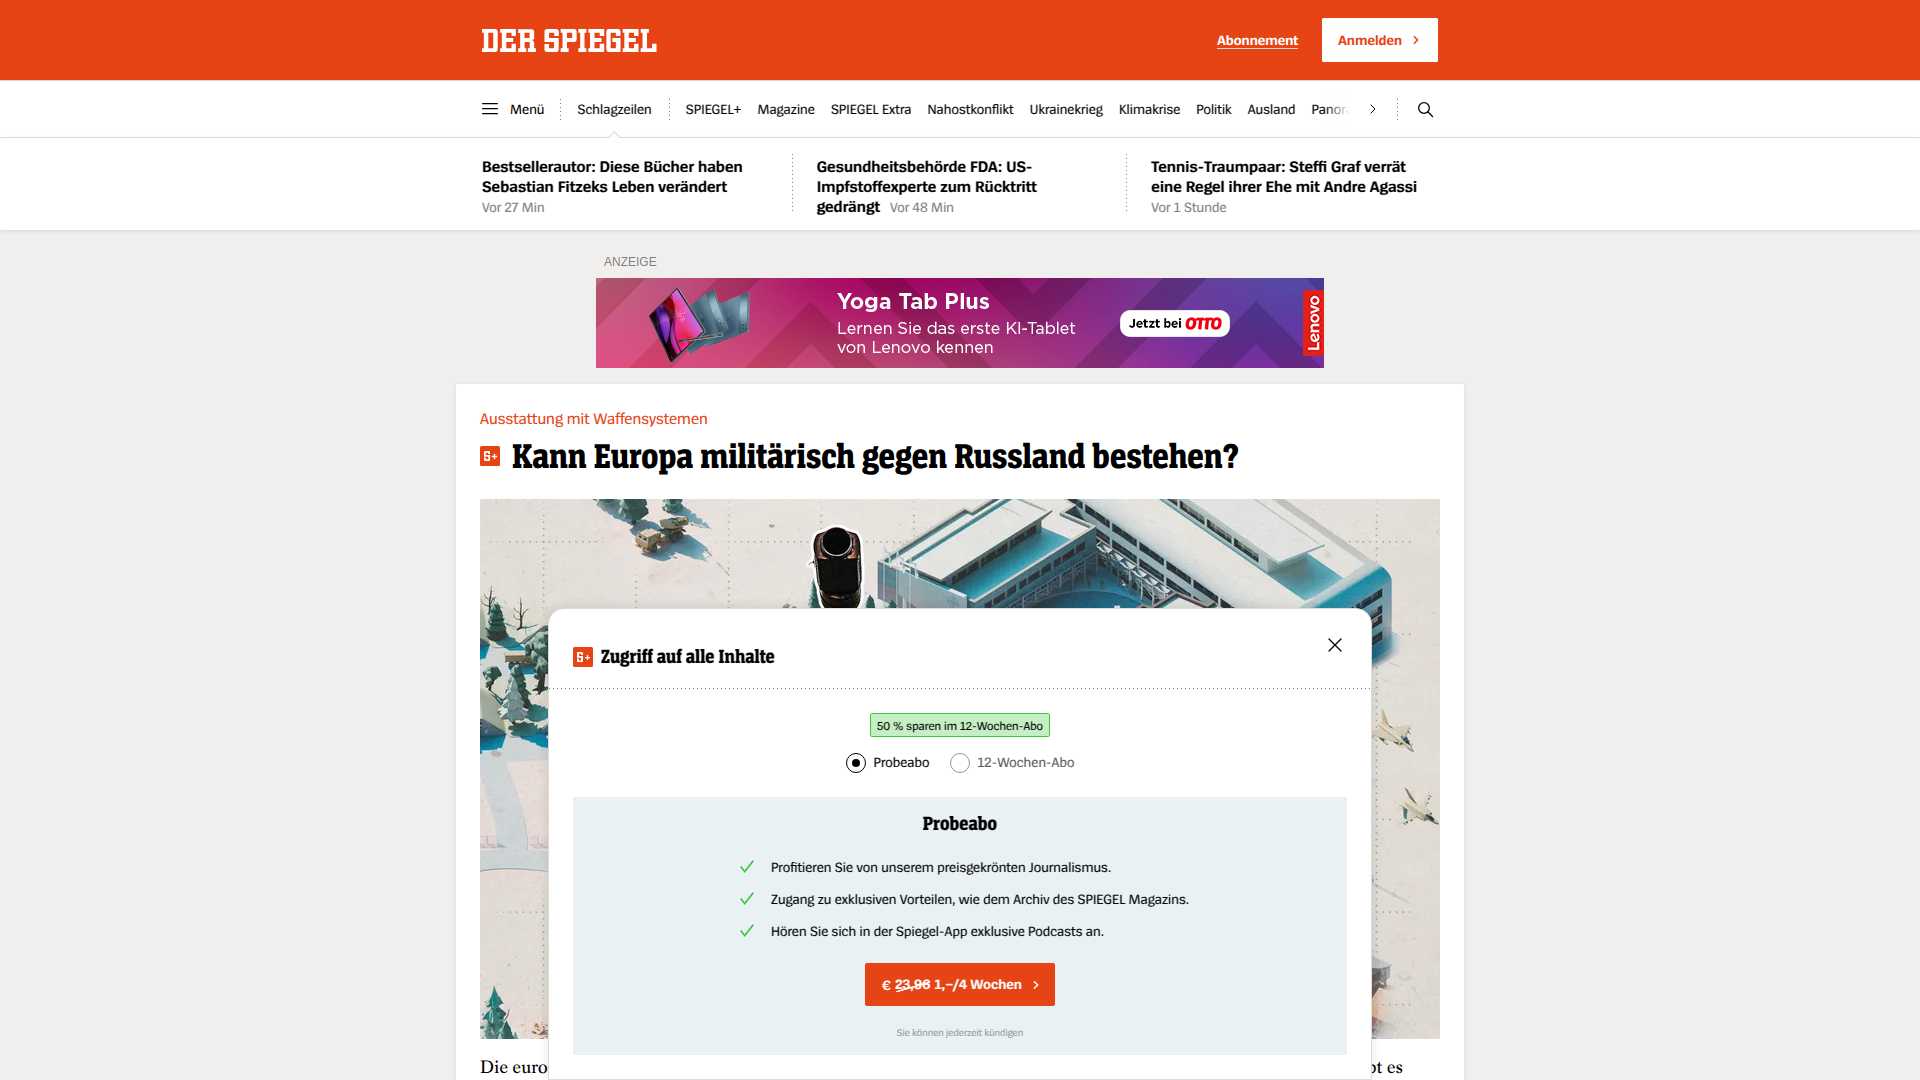 DER SPIEGEL
Abonnement
Anmelden
Menü
Schlagzeilen
SPIEGEL+
Magazine
SPIEGEL Extra
Nahostkonflikt
Ukrainekrieg
Klimakrise
Politik
Ausland
Bestsellerautor: Diese Bücher haben
Sebastian Fitzeks Leben verändert
Vor 27 Min
Gesundheitsbehörde FDA: US-
Impfstoffexperte zum Rücktritt
gedrängt Vor 48 Min
Tennis-Traumpaar: Steffi Graf verrät
eine Regel ihrer Ehe mit Andre Agassi
Vor 1 Stunde
ANZEIGE
Yoga Tab Plus
Lernen Sie das erste KI-Tablet
von Lenovo kennen
Jetzt bei OTTO
Lenovo
Ausstattung mit Waffensystemen
Kann Europa militärisch gegen Russland bestehen?
Zugriff auf alle Inhalte
50 % sparen im 12-Wochen-Abo
Probeabo
12-Wochen-Abo
Probeabo
Profitieren Sie von unserem preisgekrönten Journalismus.
Zugang zu exklusiven Vorteilen, wie dem Archiv des SPIEGEL Magazins.
Hören Sie sich in der Spiegel-App exklusive Podcasts an.
€ 23,96 1,–/4 Wochen
Sie können jederzeit kündigen
Die es